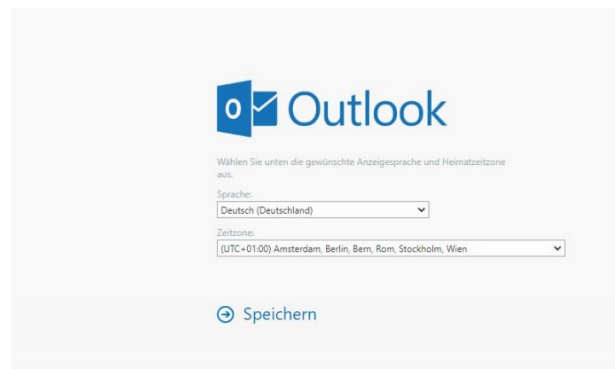 Outlook
Wählen Sie unten die gewünschte Anzeigesprache und Heimatzeitzone
aus.
Sprache:
Deutsch (Deutschland)
Zeitzone:
(UTC+01:00) Amsterdam, Berlin, Bern, Rom, Stockholm, Wien
Speichern